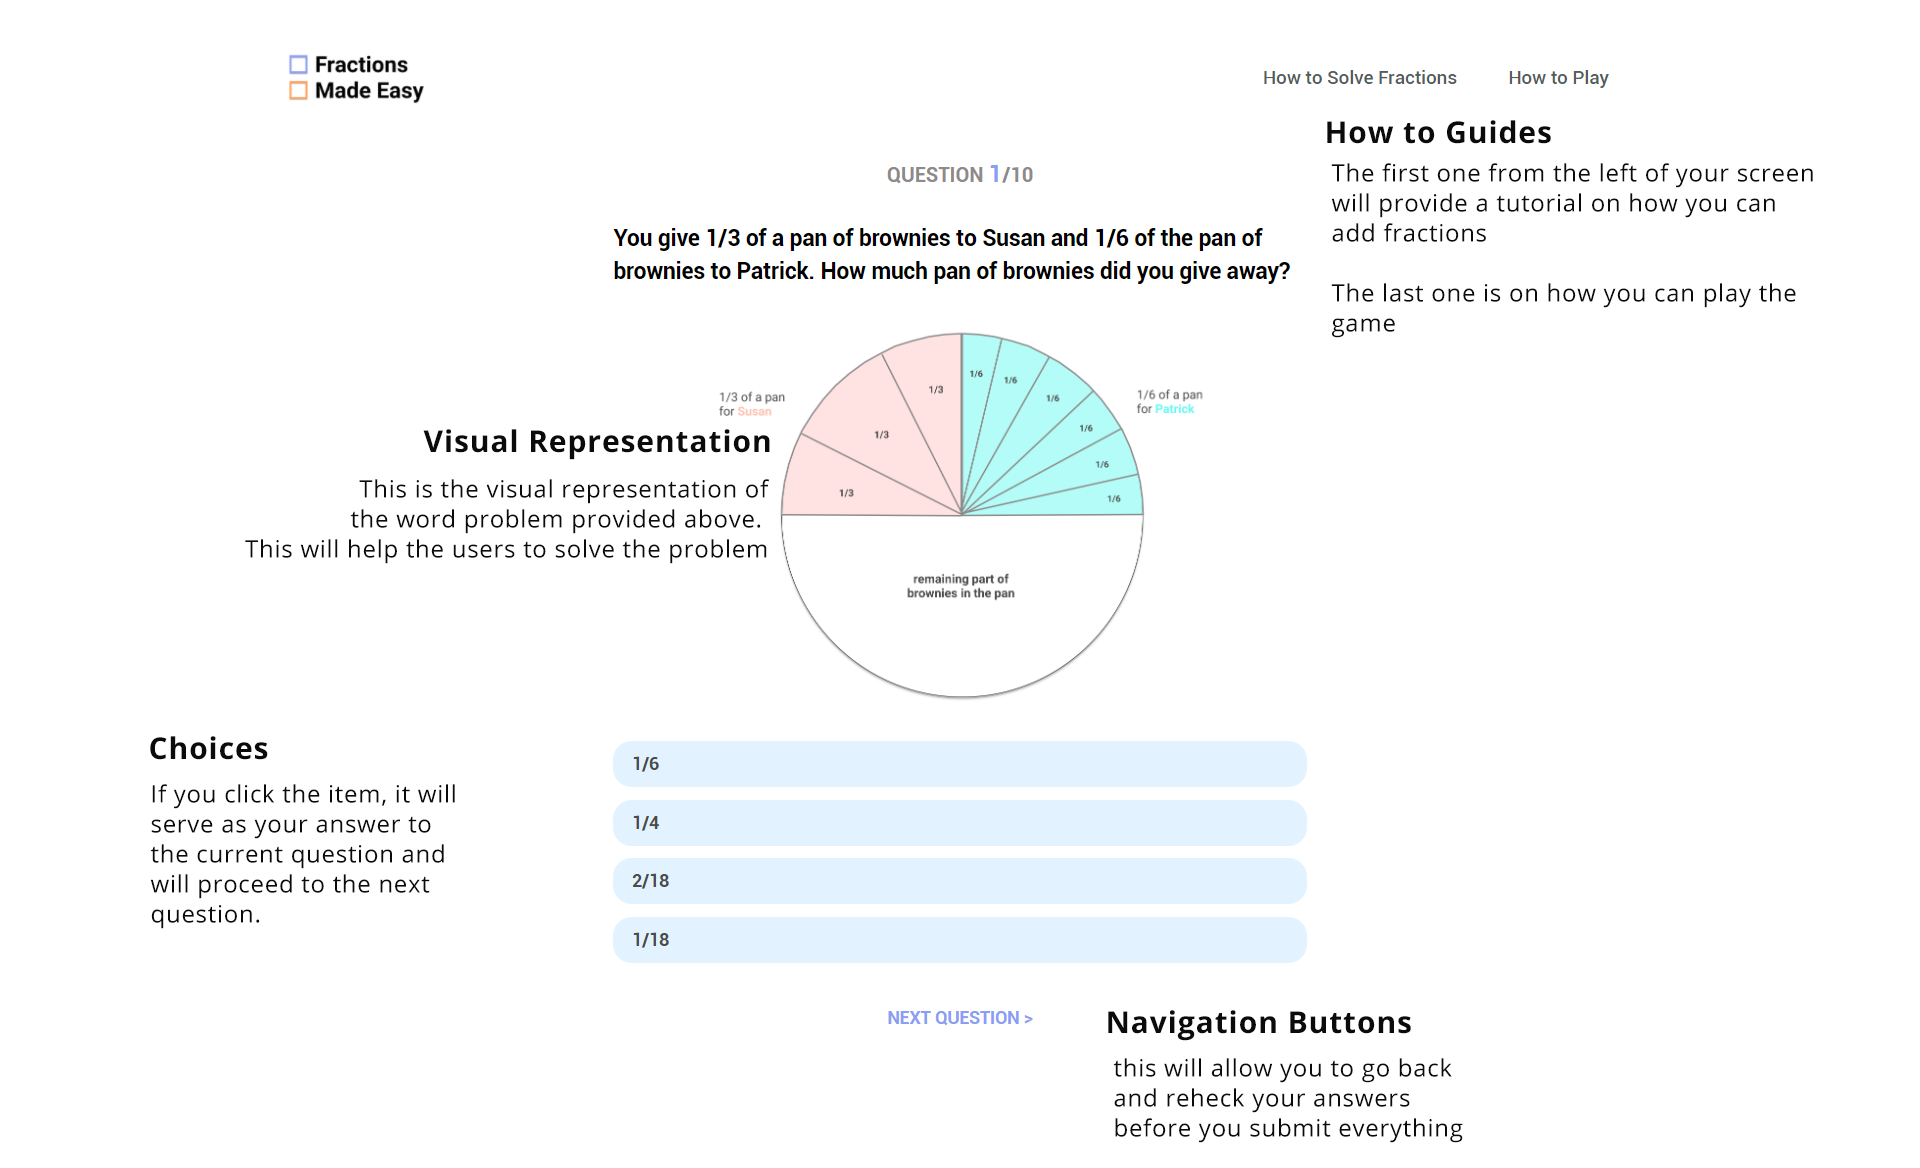 Fractions
Made Easy
How to Solve Fractions
How to Play
How to Guides
The first one from the left of your screen
will provide a tutorial on how you can
add fractions
The last one is on how you can play the
game
QUESTION 1/10
You give 1/3 of a pan of brownies to Susan and 1/6 of the pan of
brownies to Patrick. How much pan of brownies did you give away?
1/3 of a pan
for Susan
1/3
1/3
1/3
1/6
1/6
1/6
1/6
1/6
1/6
1/6 of a pan
for Patrick
remaining part of
brownies in the pan
Visual Representation
This is the visual representation of
the word problem provided above.
This will help the users to solve the problem
Choices
If you click the item, it will
serve as your answer to
the current question and
will proceed to the next
question.
1/6
1/4
2/18
1/18
NEXT QUESTION >
Navigation Buttons
this will allow you to go back
and reheck your answers
before you submit everything